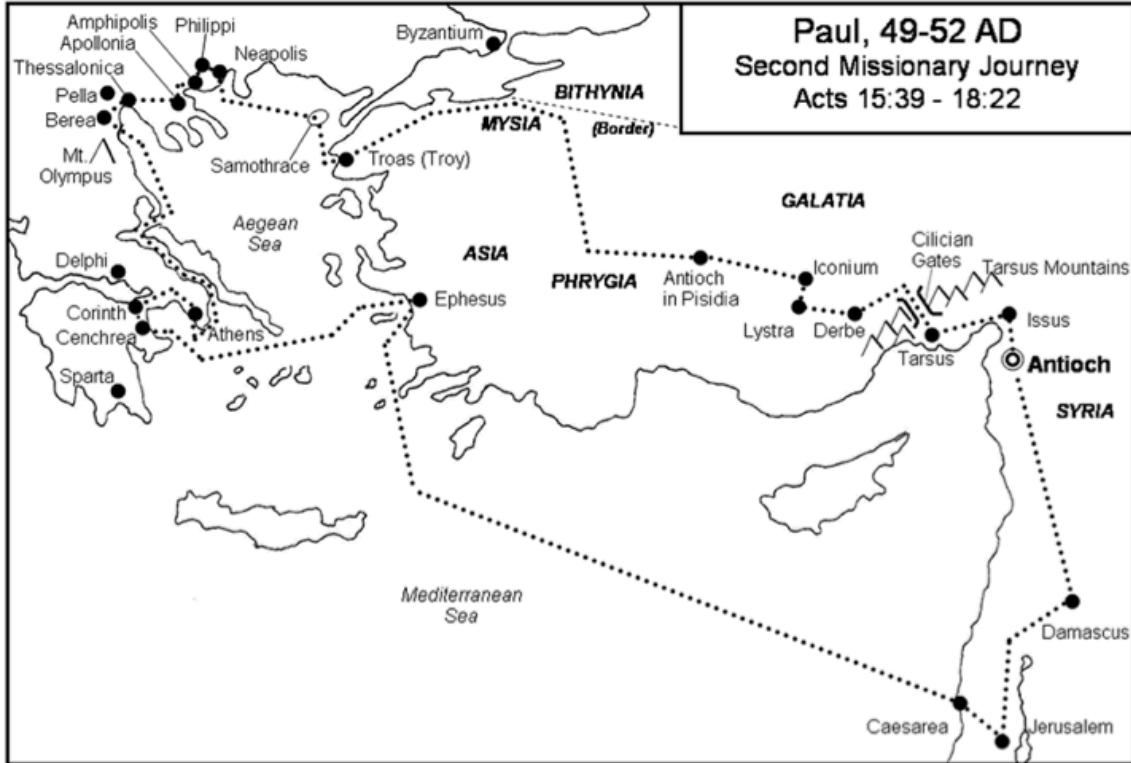 Paul, 49-52 AD
Second Missionary Journey
Acts 15:39 - 18:22
Amphipolis
Philippi
Apollonia
Neapolis
Byzantium
Thessalonica
Pella
Berea
BITHYNIA
MYSIA
(Border)
Mt.
Olympus
Samothrace
Troas (Troy)
Aegean
Sea
GALATIA
ASIA
PHRYGIA
Cilician
Gates
Delphi
Antioch
in Pisidia
Iconium
Tarsus Mountains
Ephesus
Corinth
Cenchrea
Athens
Lystra
Derbe
Issus
Tarsus
Antioch
Sparta
SYRIA
Mediterranean
Sea
Damascus
Caesarea
Jerusalem